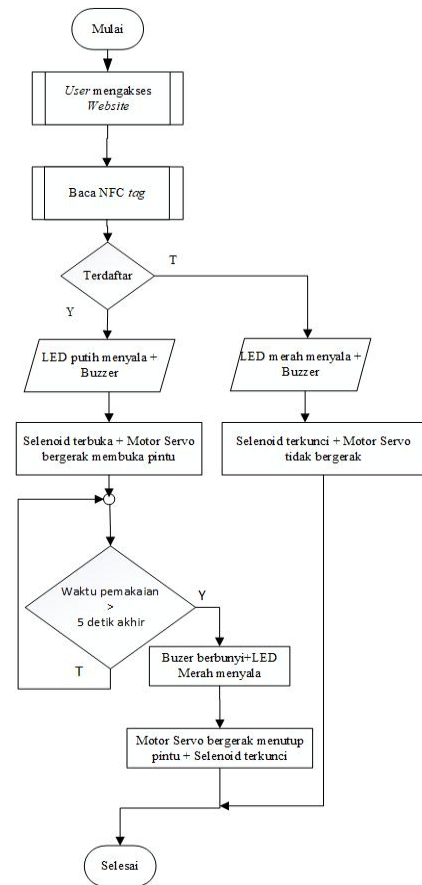 Mulai
User mengakses
Website
Baca NFC tag
Terdaftar
T
Y
LED putih menyala +
Buzzer
LED merah menyala +
Buzzer
Selenoid terbuka + Motor Servo
bergerak membuka pintu
Selenoid terkunci + Motor Servo
tidak bergerak
Waktu pemakaian
>
5 detik akhir
Y
T
Buzer berbunyi+LED
Merah menyala
Motor Servo bergerak menutup
pintu + Selenoid terkunci
Selesai